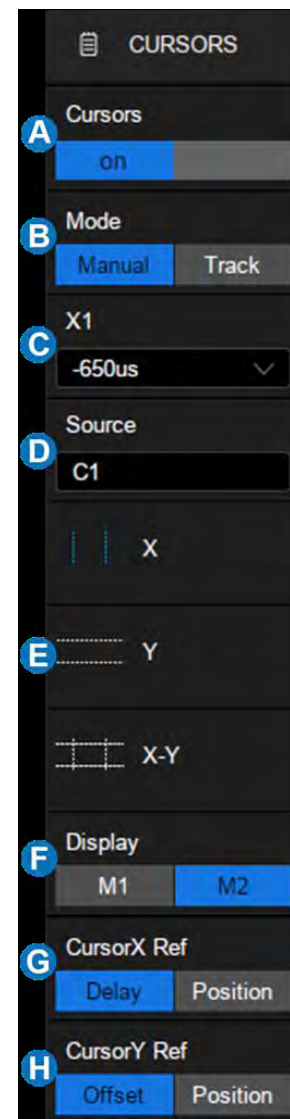 CURSORS
Cursors
A
on
Mode
B
Manual Track
X1
C
-650us
Source
D
C1
X
E Y
X-Y
Display
F
M1 M2
CursorX Ref
G
Delay Position
CursorY Ref
H
Offset Position